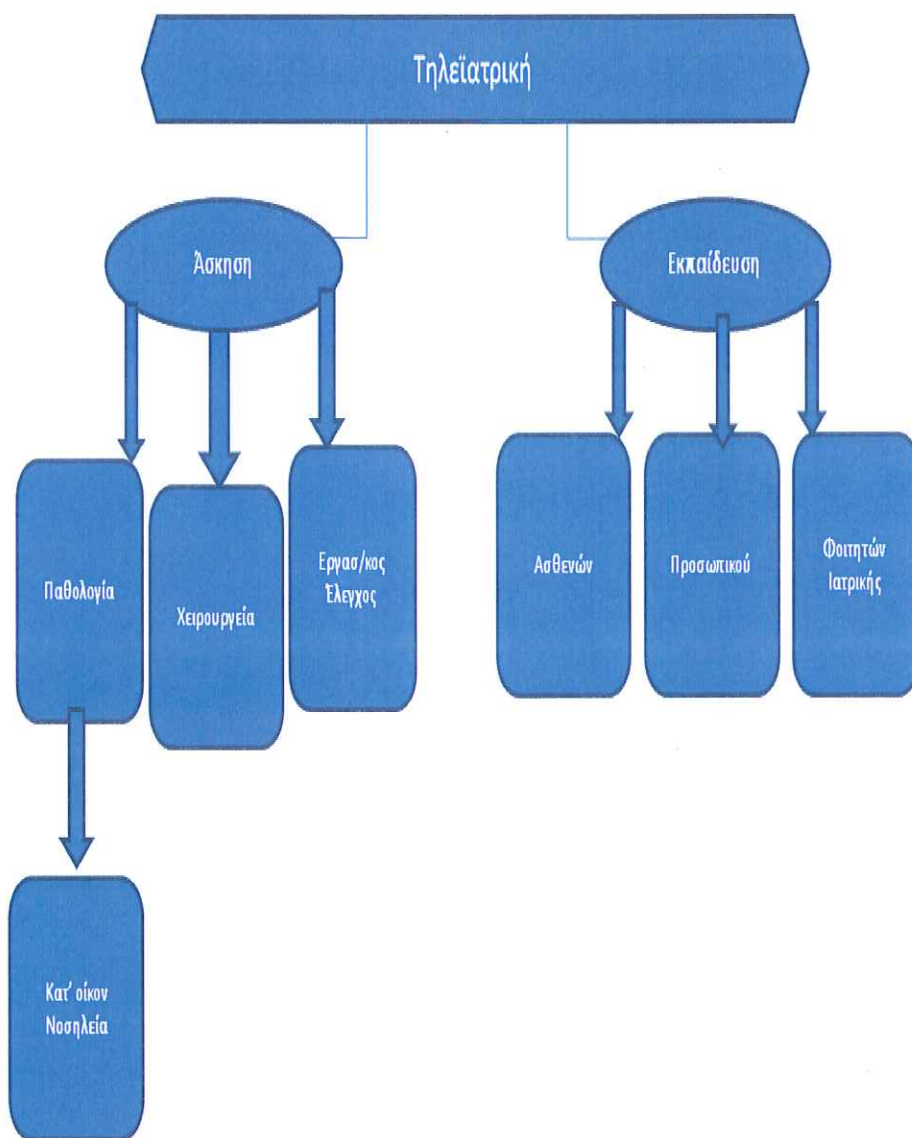 Τηλεϊατρική
Άσκηση
Εκπαίδευση
Παθολογία
Χειρουργεία
Εργασ/κος
Έλεγχος
Ασθενών
Προσωπικού
Φοιτητών
Ιατρικής
Κατ' οίκον
Νοσηλεία